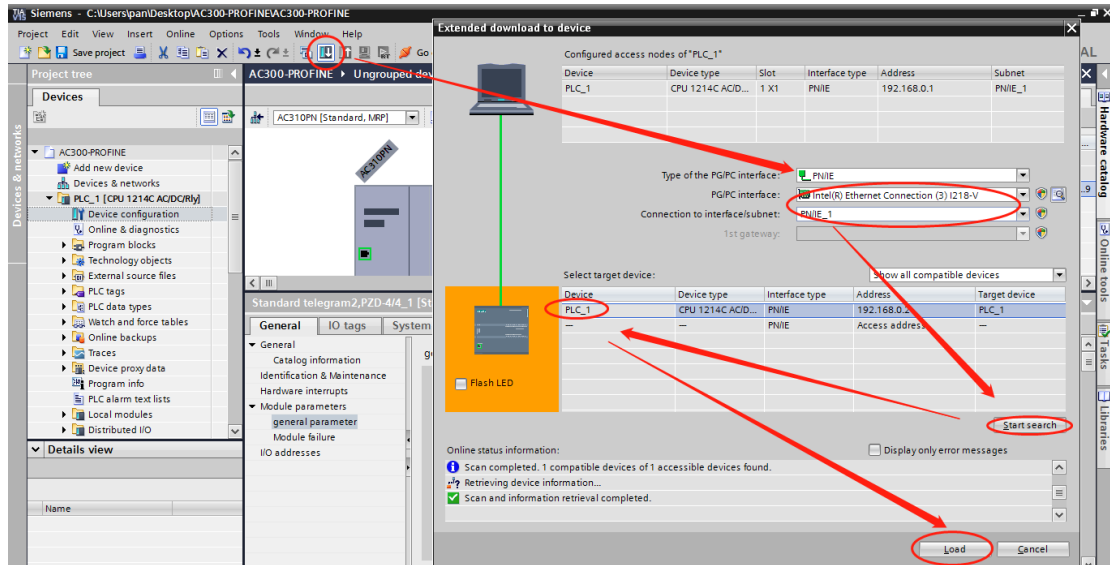 Siemens - C:\Users\pan\Desktop\AC300-PROFINE\AC300-PROFINE
Project Edit View Insert Online Options Tools Window Help
Save project
Go
Project tree
Devices
Devices & networks
AC300-PROFINE
Add new device
Devices & networks
PLC_1 [CPU 1214C AC/DC/Rly]
Device configuration
Online & diagnostics
Program blocks
Technology objects
External source files
PLC tags
PLC data types
Watch and force tables
Online backups
Traces
Device proxy data
Program info
PLC alarm text lists
Local modules
Distributed I/O
Details view
Name
AC300-PROFINE
AC310PN [Standard, MRP]
AC310PN
Standard telegram2,PZD-4/4_1
General IO tags System
General
Catalog information
Identification & Maintenance
Hardware interrupts
Module parameters
general parameter
Module failure
I/O addresses
Extended download to device
Configured access nodes of "PLC_1"
Device Device type Slot Interface type Address Subnet
PLC_1 CPU 1214C AC/D... 1 X1 PN/IE 192.168.0.1 PN/IE_1
Type of the PG/PC interface: PN/IE
PG/PC interface: Intel(R) Ethernet Connection (3) I218-V
Connection to interface/subnet: PN/IE_1
1st gateway:
Select target device: Show all compatible devices
Device Device type Interface type Address Target device
PLC_1 CPU 1214C AC/D... PN/IE PLC_1
— — PN/IE Access address —
Flash LED
Start search
Online status information: Display only error messages
Scan completed. 1 compatible devices of 1 accessible devices found.
Retrieving device information...
Scan and information retrieval completed.
Load Cancel
AL
Hardware catalog
Online tools
Tasks
Libraries